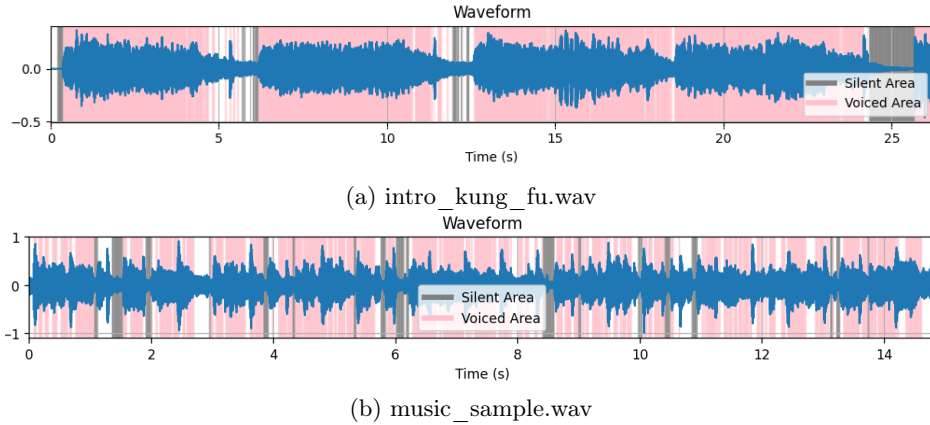 Waveform
0.0
−0.5
Silent Area
Voiced Area
0 5 10 15 20 25
Time (s)
(a) intro_kung_fu.wav
Waveform
1
0
−1
Silent Area
Voiced Area
0 2 4 6 8 10 12 14
Time (s)
(b) music_sample.wav